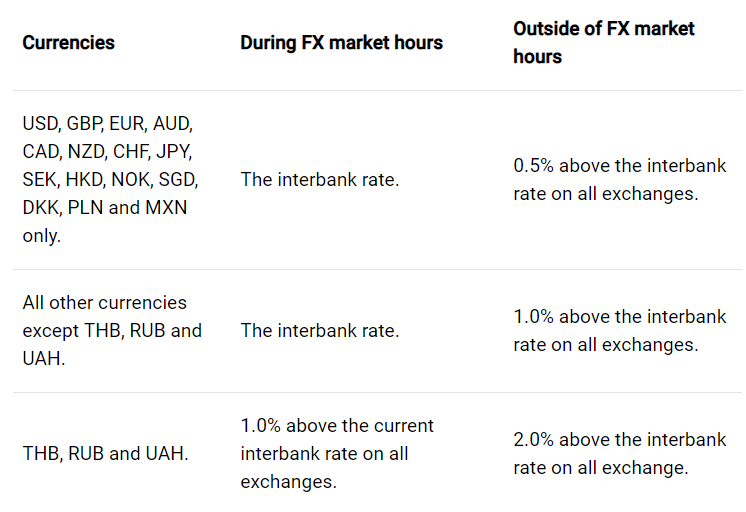 Currencies
During FX market hours
Outside of FX market
hours
USD, GBP, EUR, AUD,
CAD, NZD, CHF, JPY,
SEK, HKD, NOK, SGD,
DKK, PLN and MXN
only.
The interbank rate.
0.5% above the interbank
rate on all exchanges.
All other currencies
except THB, RUB and
UAH.
The interbank rate.
1.0% above the interbank
rate on all exchanges.
THB, RUB and UAH.
1.0% above the current
interbank rate on all
exchanges.
2.0% above the interbank
rate on all exchange.